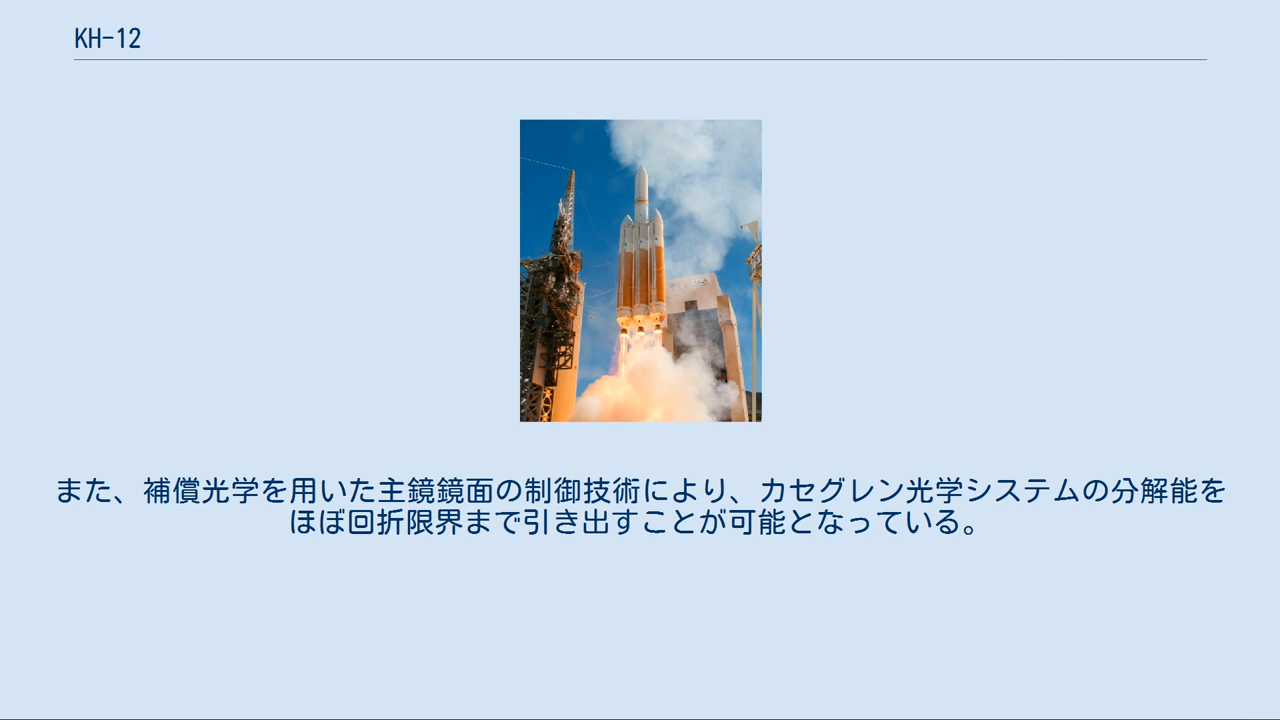 KH-12
また、補償光学を用いた主鏡鏡面の制御技術により、カセグレン光学システムの分解能を
ほぼ回折限界まで引き出すことが可能となっている。